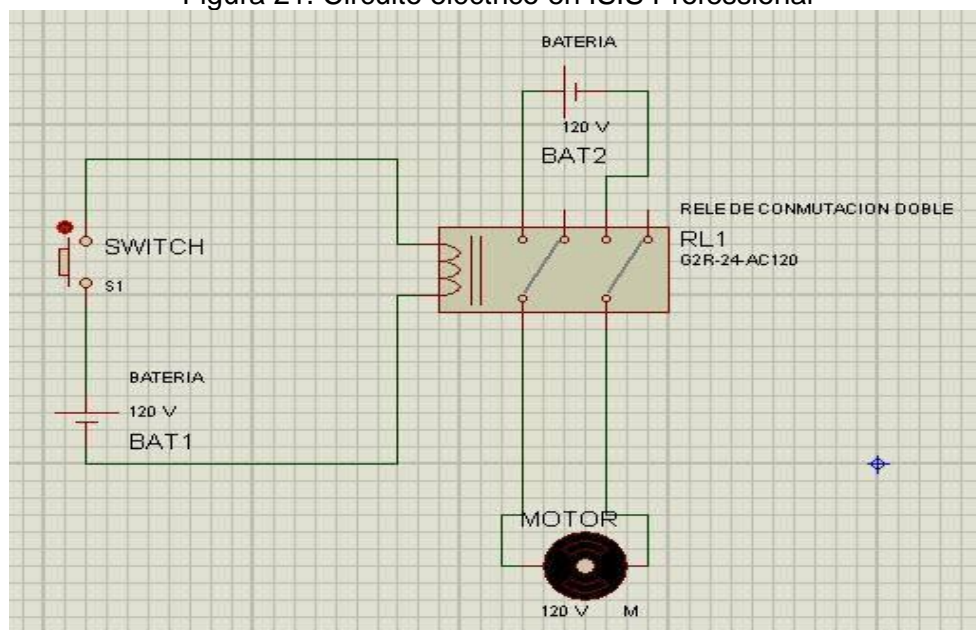 Figura 21. Circuito eléctrico en ISIS Professional
BATERIA
120 V
BAT2
RELE DE CONMUTACION DOBLE
RL1
G2R-24-AC120
SWITCH
S1
BATERIA
120 V
BAT1
MOTOR
120 V M